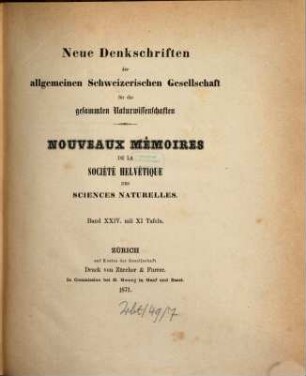 Neue Denkschriften
der
allgemeinen Schweizerischen Gesellschaft
für die
gesammten Naturwissenschaften
NOUVEAUX MÉMOIRES
DE LA
SOCIÉTÉ HELVÉTIQUE
DES
SCIENCES NATURELLES.
Band XXIV. mit XI Tafeln.
ZÜRICH
auf Kosten der Gesellschaft
Druck von Zürcher & Furrer.
In Commission bei H. Georg in Genf und Basel.
1871.